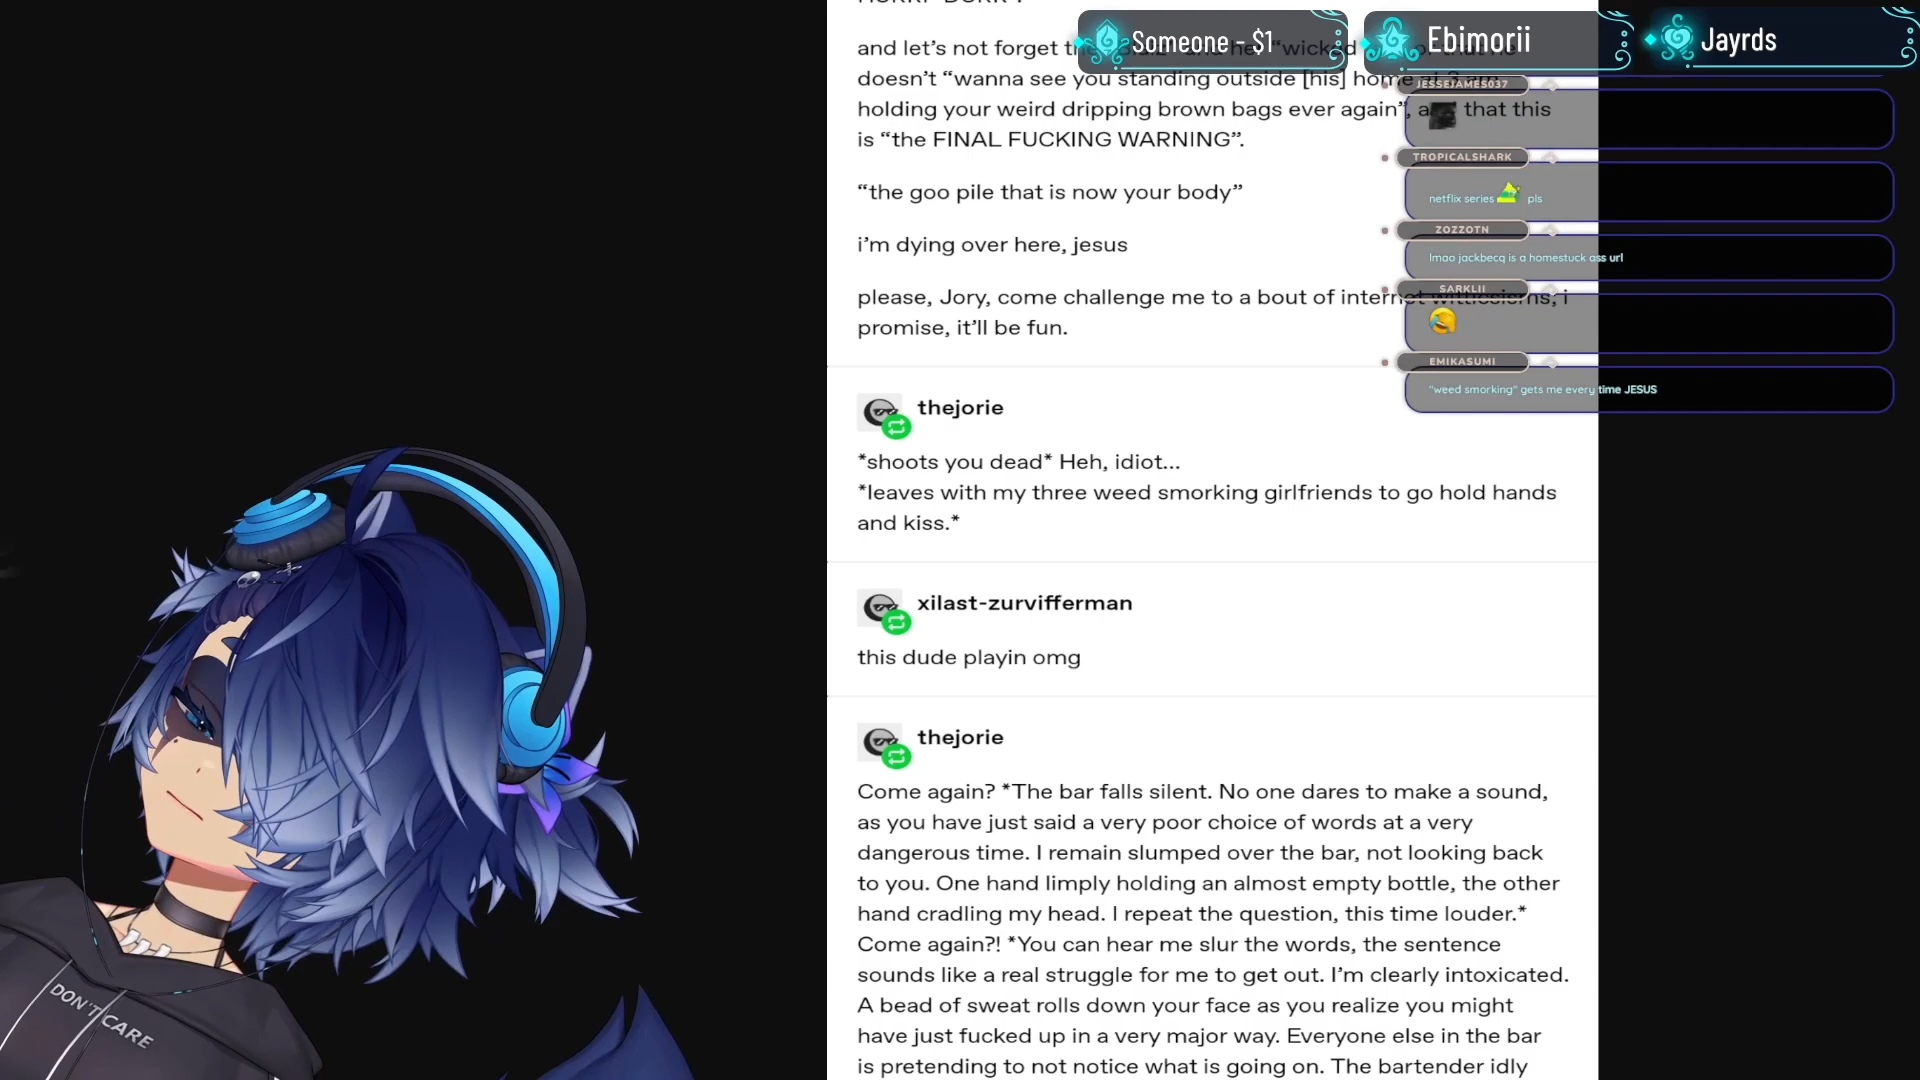 Someone - $1
Ebimorii
Jayrds
and let's not forget "wicked
doesn't "wanna see you standing outside [his] home
holding your weird dripping brown bags ever again", that this
is "the FINAL FUCKING WARNING".
"the goo pile that is now your body"
i'm dying over here, jesus
please, Jory, come challenge me to a bout of internet witticisms, i
promise, it'll be fun.
thejorie
*shoots you dead* Heh, idiot...
*leaves with my three weed smorking girlfriends to go hold hands
and kiss.*
xilast-zurvifferman
this dude playin omg
thejorie
Come again? *The bar falls silent. No one dares to make a sound,
as you have just said a very poor choice of words at a very
dangerous time. I remain slumped over the bar, not looking back
to you. One hand limply holding an almost empty bottle, the other
hand cradling my head. I repeat the question, this time louder.*
Come again?! *You can hear me slur the words, the sentence
sounds like a real struggle for me to get out. I'm clearly intoxicated.
A bead of sweat rolls down your face as you realize you might
have just fucked up in a very major way. Everyone else in the bar
is pretending to not notice what is going on. The bartender idly
JESSEJAMES037
TROPICALSHARK
netflix series pls
ZOZZOTN
lmao jackbecq is a homestuck ass url
SARKLII
EMIKASUMI
"weed smorking" gets me every time JESUS
DON'T CARE